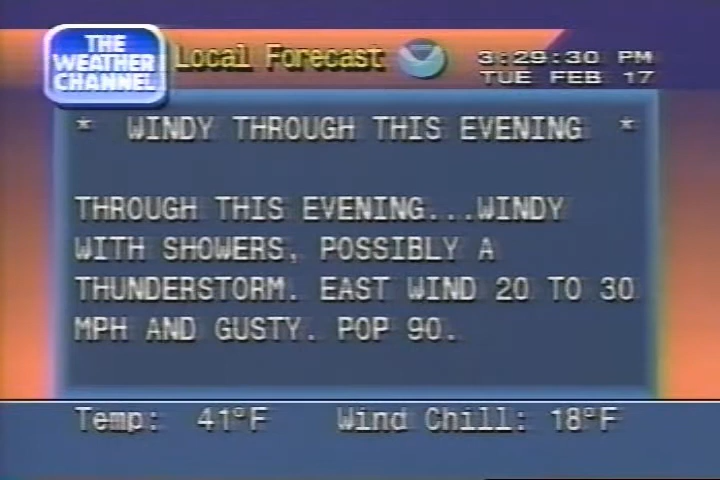 THE
WEATHER
CHANNEL
Local Forecast
3:29:30 PM
TUE FEB 17
* WINDY THROUGH THIS EVENING *
THROUGH THIS EVENING...WINDY
WITH SHOWERS, POSSIBLY A
THUNDERSTORM. EAST WIND 20 TO 30
MPH AND GUSTY. POP 90.
Temp: 41°F Wind Chill: 18°F